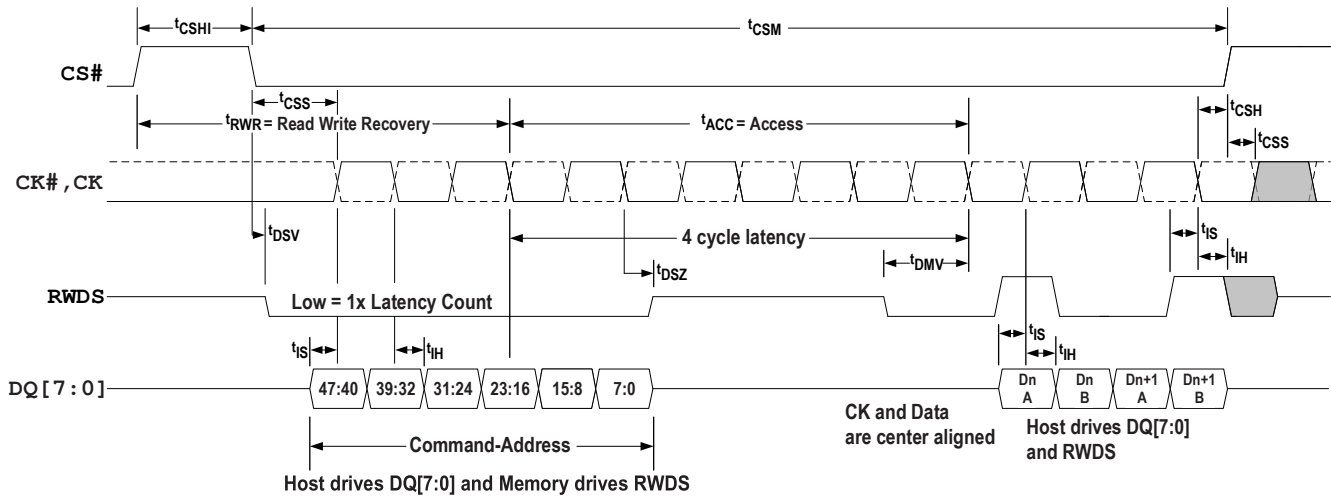 tCSHI
tCSM
CS#
tCSS
tCSH
tRWR = Read Write Recovery
tACC = Access
tCSS
CK#,CK
tDSV
4 cycle latency
tIS
tDMV
tIH
tDSZ
RWDS
Low = 1x Latency Count
tIS
tIH
tIS
tIH
DQ[7:0]
47:40 39:32 31:24 23:16 15:8 7:0
Dn A
Dn B
Dn+1 A
Dn+1 B
CK and Data
are center aligned
Host drives DQ[7:0]
and RWDS
Command-Address
Host drives DQ[7:0] and Memory drives RWDS